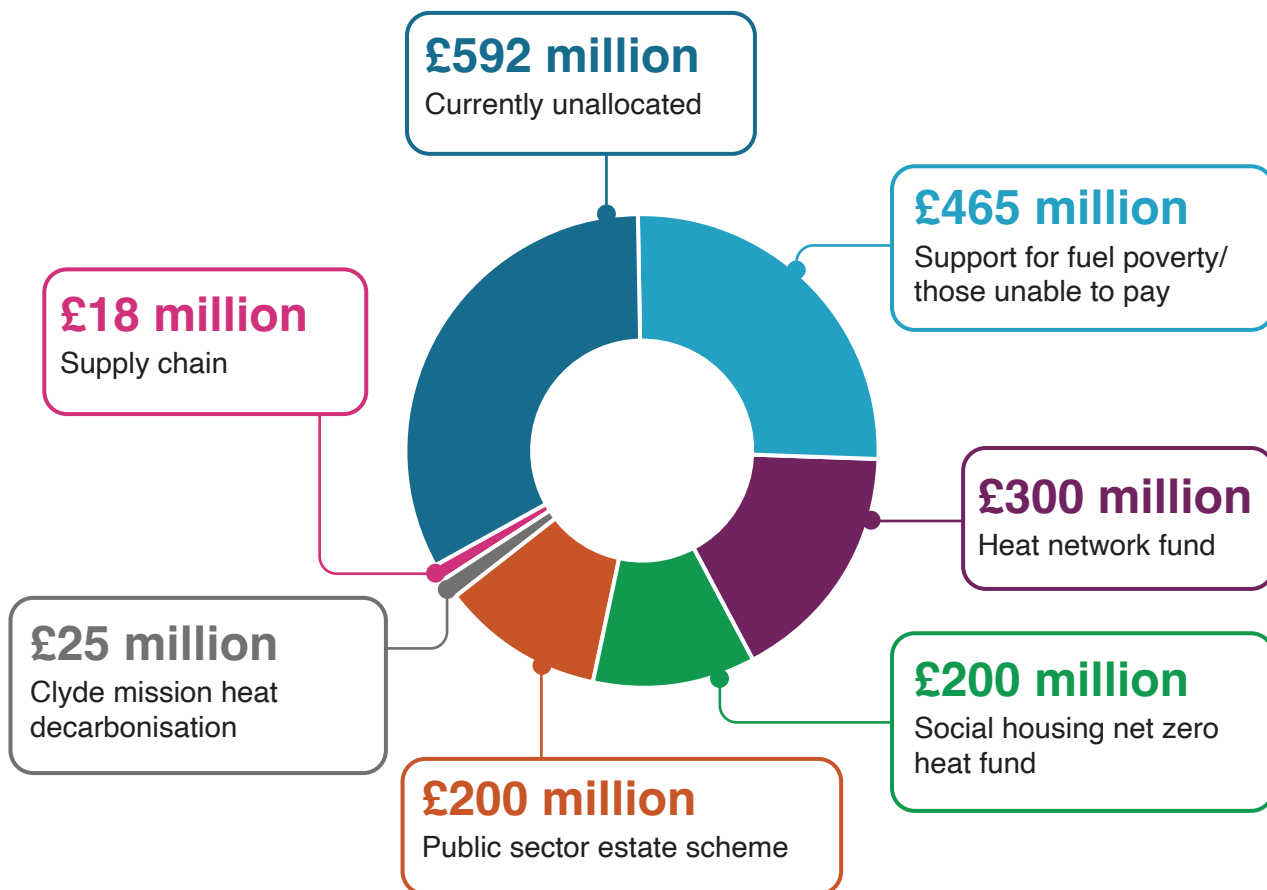 £592 million
Currently unallocated
£465 million
Support for fuel poverty/
those unable to pay
£18 million
Supply chain
£300 million
Heat network fund
£25 million
Clyde mission heat
decarbonisation
£200 million
Social housing net zero
heat fund
£200 million
Public sector estate scheme